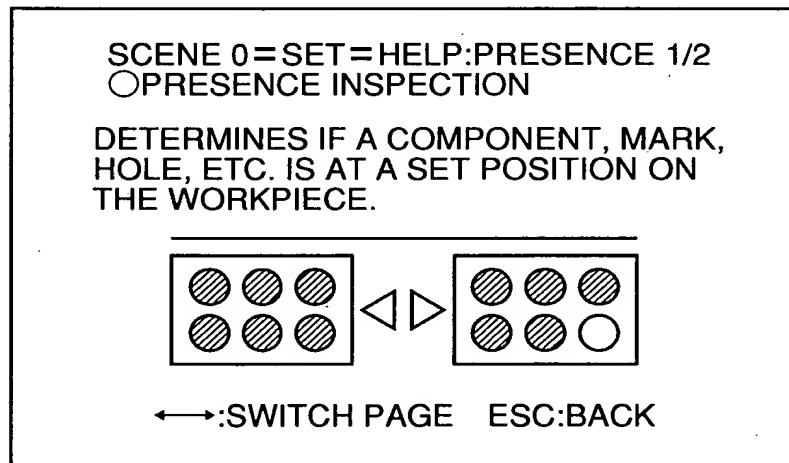 SCENE 0=SET=HELP:PRESENCE 1/2
○PRESENCE INSPECTION
DETERMINES IF A COMPONENT, MARK,
HOLE, ETC. IS AT A SET POSITION ON
THE WORKPIECE.
←→:SWITCH PAGE ESC:BACK